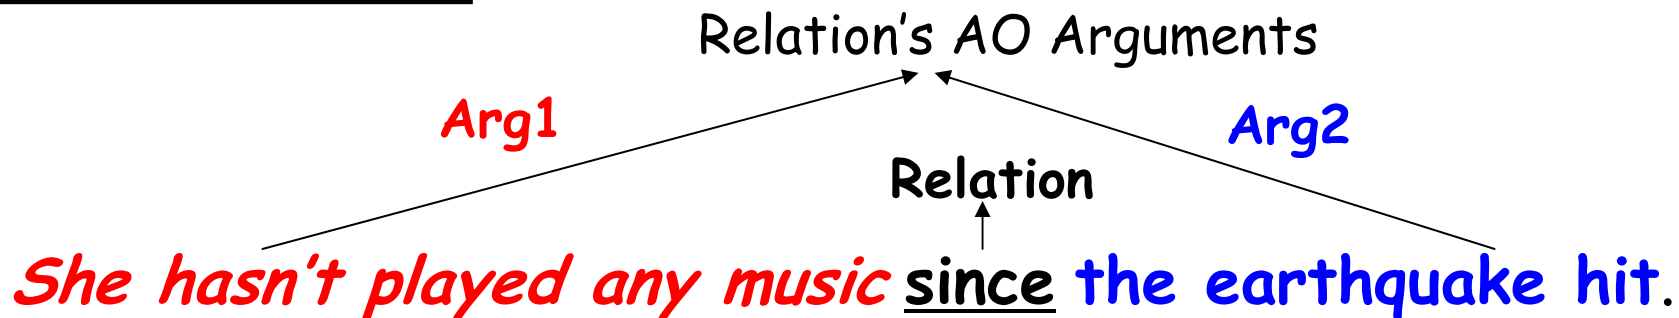 Relation's AO Arguments
Arg1
Arg2
Relation
She hasn't played any music since the earthquake hit.